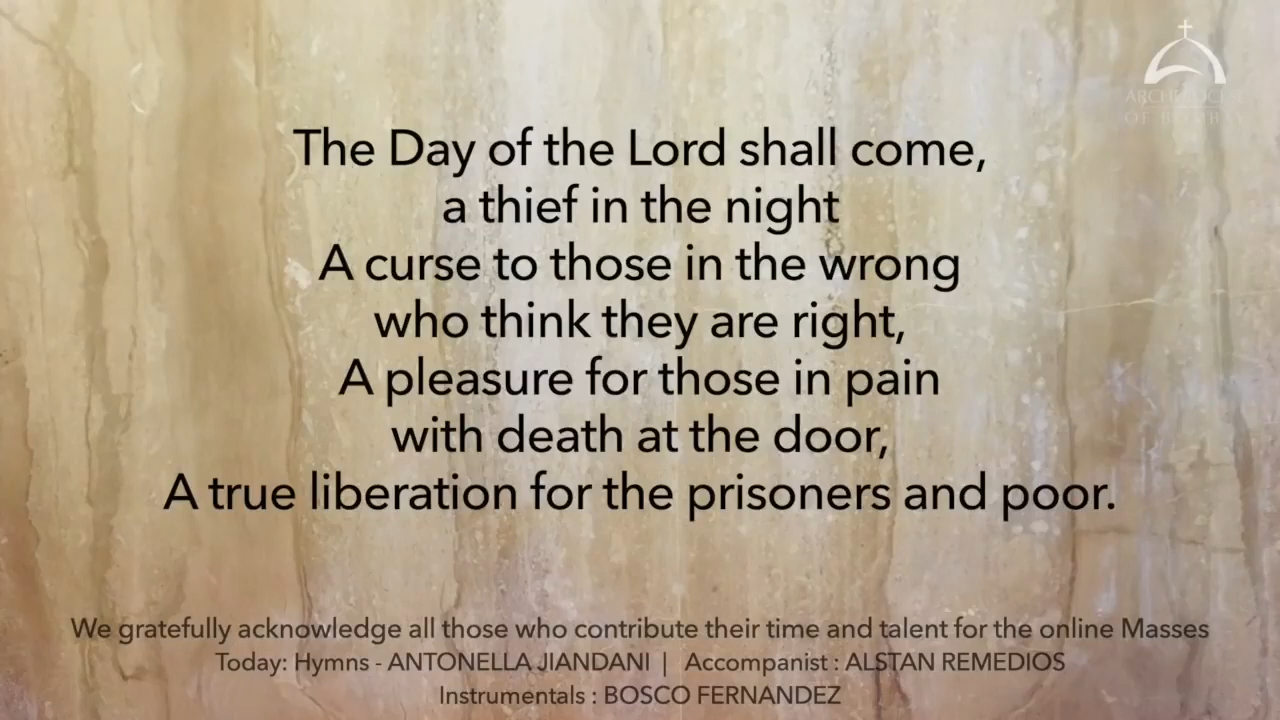 ARCHDIOCESE
OF BOMBAY
The Day of the Lord shall come,
a thief in the night
A curse to those in the wrong
who think they are right,
A pleasure for those in pain
with death at the door,
A true liberation for the prisoners and poor.
We gratefully acknowledge all those who contribute their time and talent for the online Masses
Today: Hymns - ANTONELLA JIANDANI | Accompanist : ALSTAN REMEDIOS
Instrumentals : BOSCO FERNANDEZ